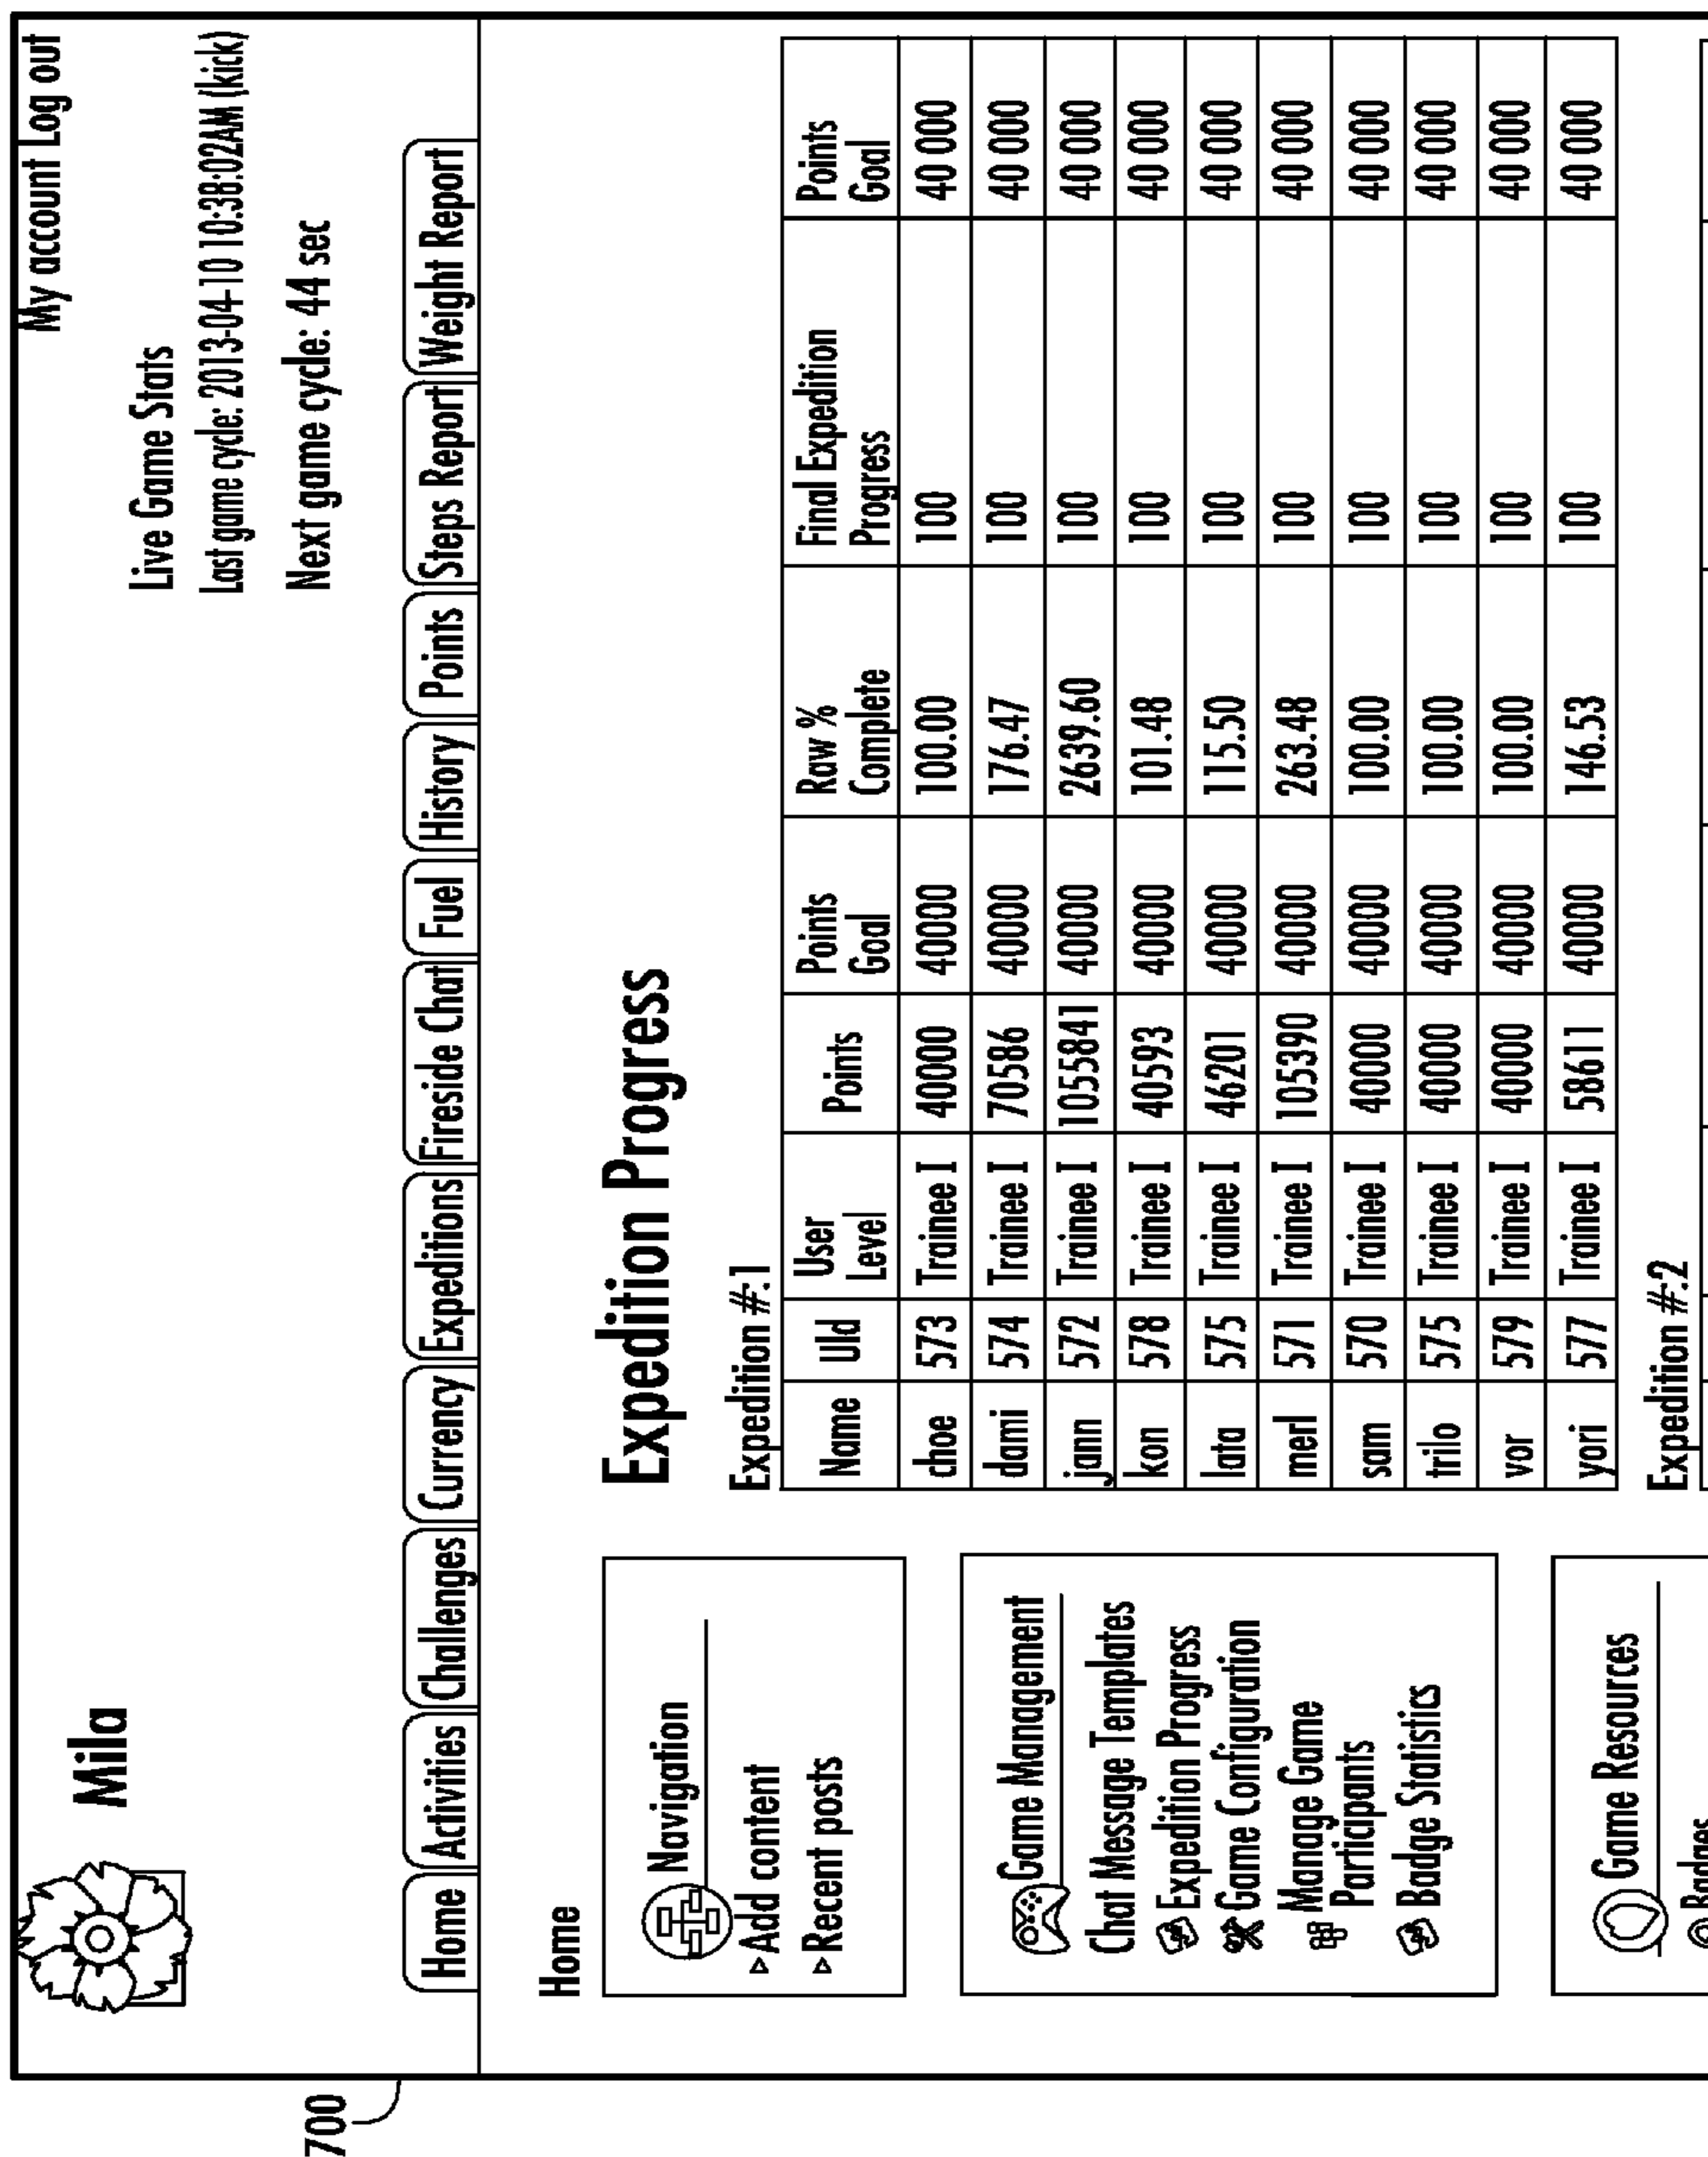 My account Log out
Mila
Live Game Stats
Last game cycle: 2013-04-10 10:38:02AM (kick)
Next game cycle: 44 sec
700
Home Activities Challenges Currency Expeditions Fireside Chat Fuel History Points Steps Report Weight Report
Home
Navigation
▹Add content
▹Recent posts
Game Management
Chat Message Templates
Expedition Progress
Game Configuration
Manage Game
Participants
Badge Statistics
Game Resources
Badges
Expedition Progress
Expedition #:1
Name uId User Level Points Points Goal Raw % Complete Final Expedition Progress Points Goal
choe 573 Trainee I 40000 40000 100.00 100 40 000
dami 574 Trainee I 70586 40000 176.47 100 40 000
jann 572 Trainee I 1055841 40000 2639.60 100 40 000
kon 578 Trainee I 40593 40000 101.48 100 40 000
lata 575 Trainee I 46201 40000 115.50 100 40 000
merl 571 Trainee I 105390 40000 263.48 100 40 000
sam 570 Trainee I 40000 40000 100.00 100 40 000
trilo 575 Trainee I 40000 40000 100.00 100 40 000
vor 579 Trainee I 40000 40000 100.00 100 40 000
yori 577 Trainee I 58611 40000 146.53 100 40 000
Expedition #:2